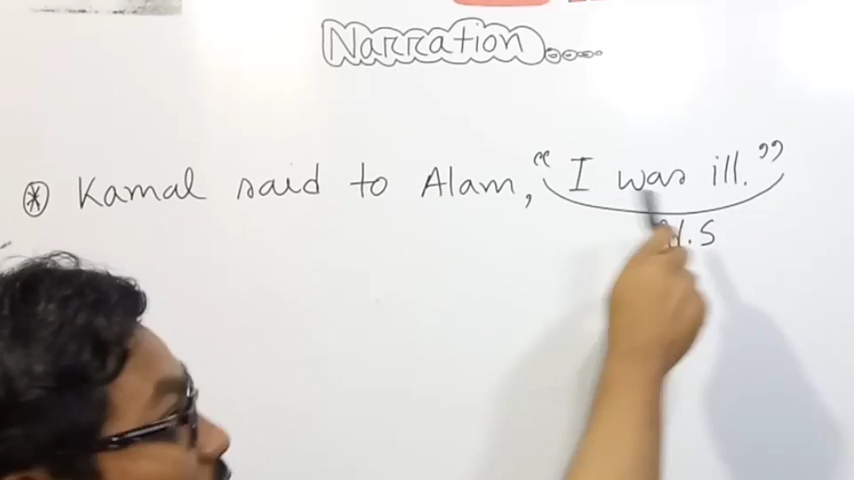 Narration.....
* Kamal said to Alam, “I was ill.”
.S